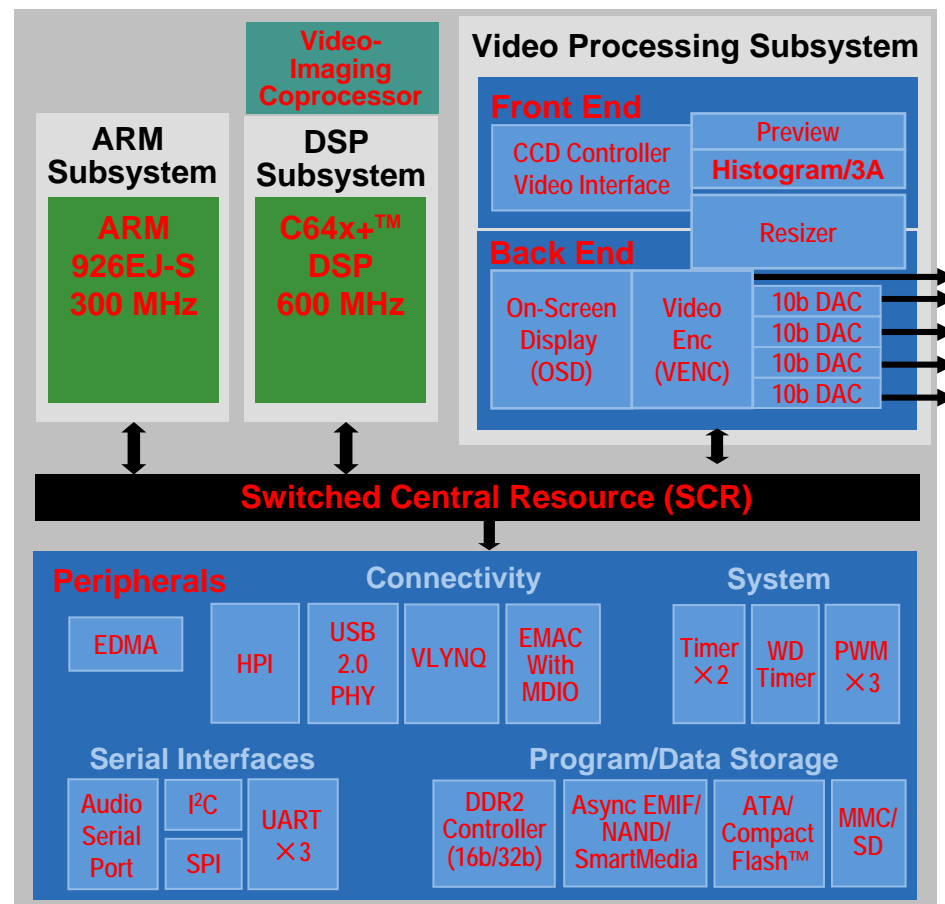 Video-
Imaging
Coprocessor
Video Processing Subsystem
ARM
Subsystem
DSP
Subsystem
ARM
926EJ-S
300 MHz
C64x+™
DSP
600 MHz
Front End
CCD Controller
Video Interface
Preview
Histogram/3A
Resizer
Back End
On-Screen
Display
(OSD)
Video
Enc
(VENC)
10b DAC
10b DAC
10b DAC
10b DAC
Switched Central Resource (SCR)
Peripherals
Connectivity
System
EDMA
HPI
USB
2.0
PHY
VLYNQ
EMAC
With
MDIO
Timer
×2
WD
Timer
PWM
×3
Serial Interfaces
Program/Data Storage
Audio
Serial
Port
I²C
SPI
UART
×3
DDR2
Controller
(16b/32b)
Async EMIF/
NAND/
SmartMedia
ATA/
Compact
Flash™
MMC/
SD